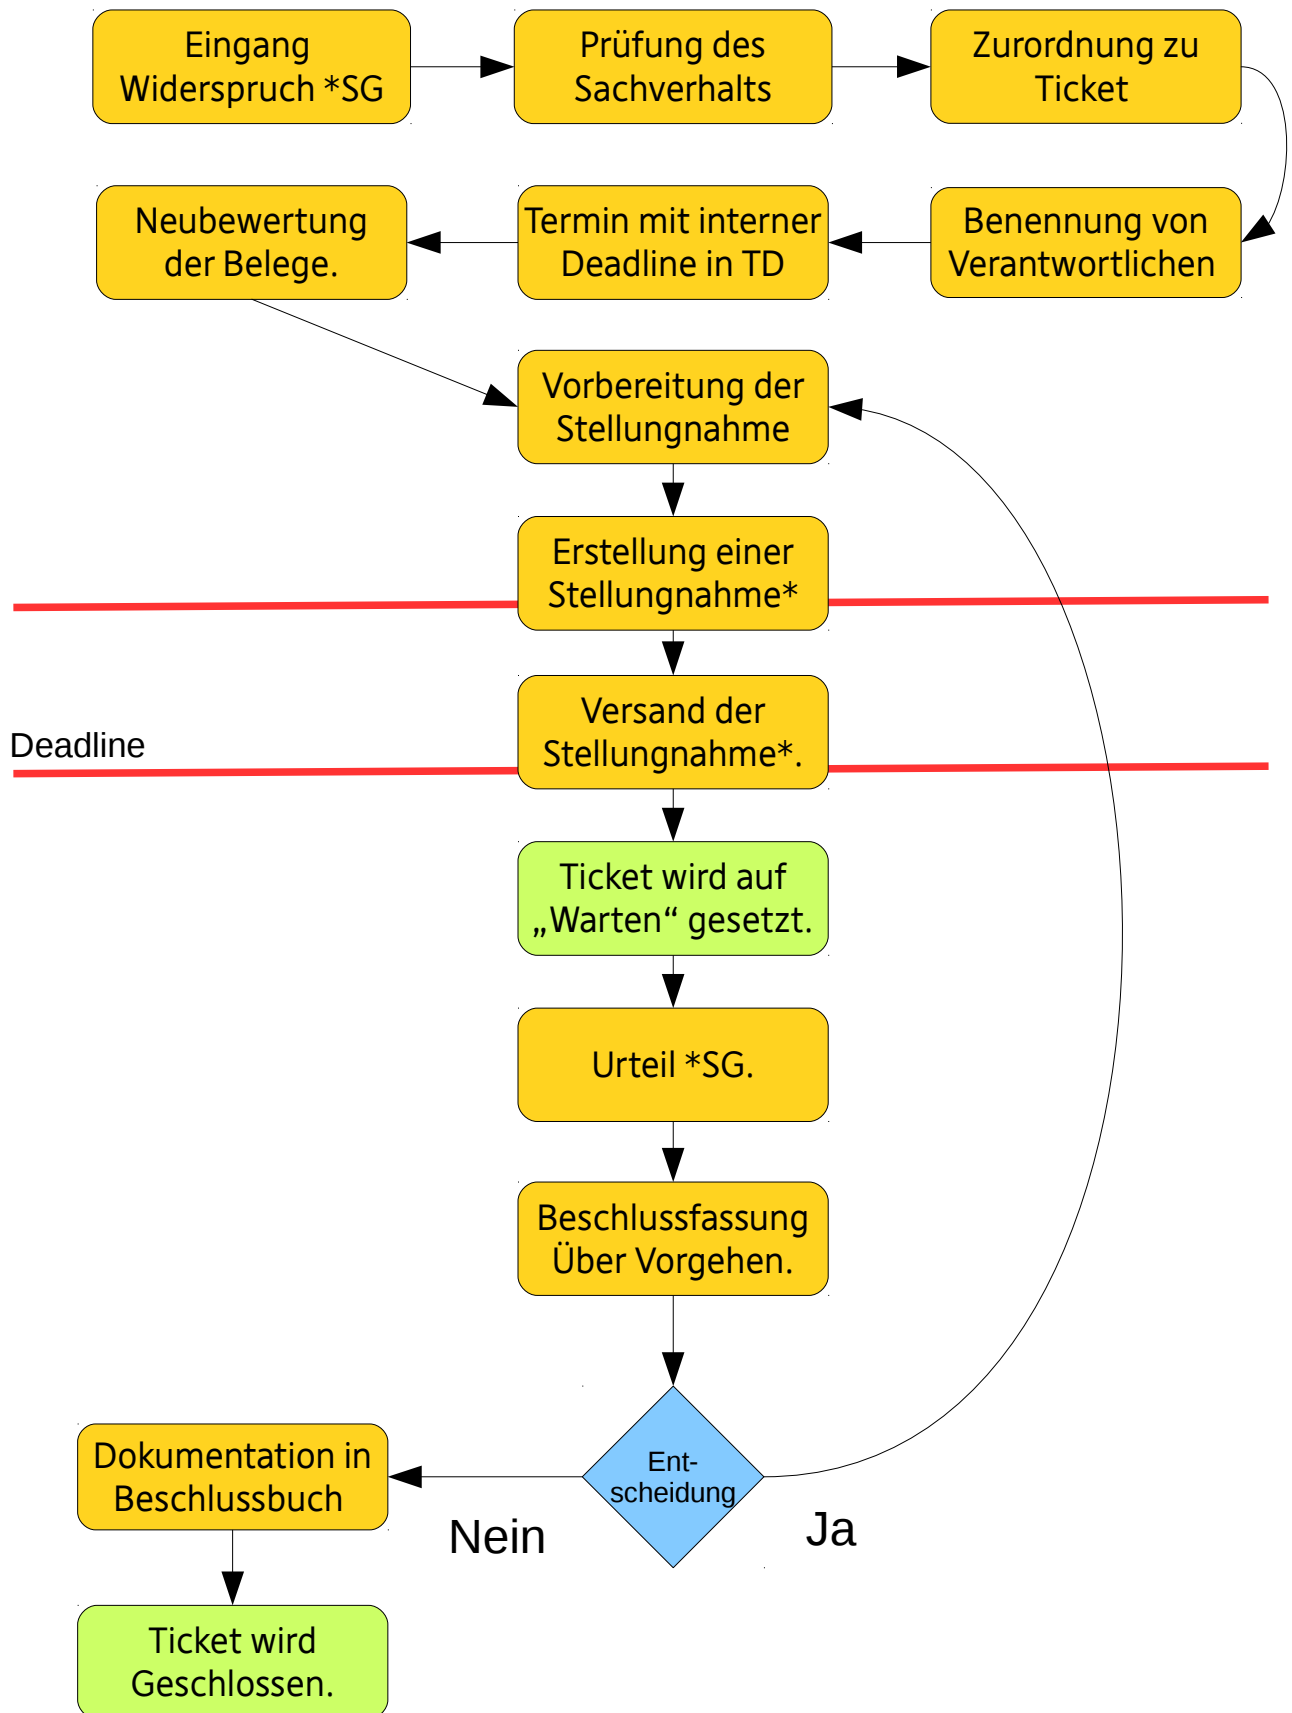 Eingang
Widerspruch *SG
Prüfung des
Sachverhalts
Zurordnung zu
Ticket
Benennung von
Verantwortlichen
Termin mit interner
Deadline in TD
Neubewertung
der Belege.
Vorbereitung der
Stellungnahme
Erstellung einer
Stellungnahme*
Versand der
Stellungnahme*.
Deadline
Ticket wird auf
„Warten“ gesetzt.
Urteil *SG.
Beschlussfassung
Über Vorgehen.
Ent-
scheidung
Nein
Ja
Dokumentation in
Beschlussbuch
Ticket wird
Geschlossen.